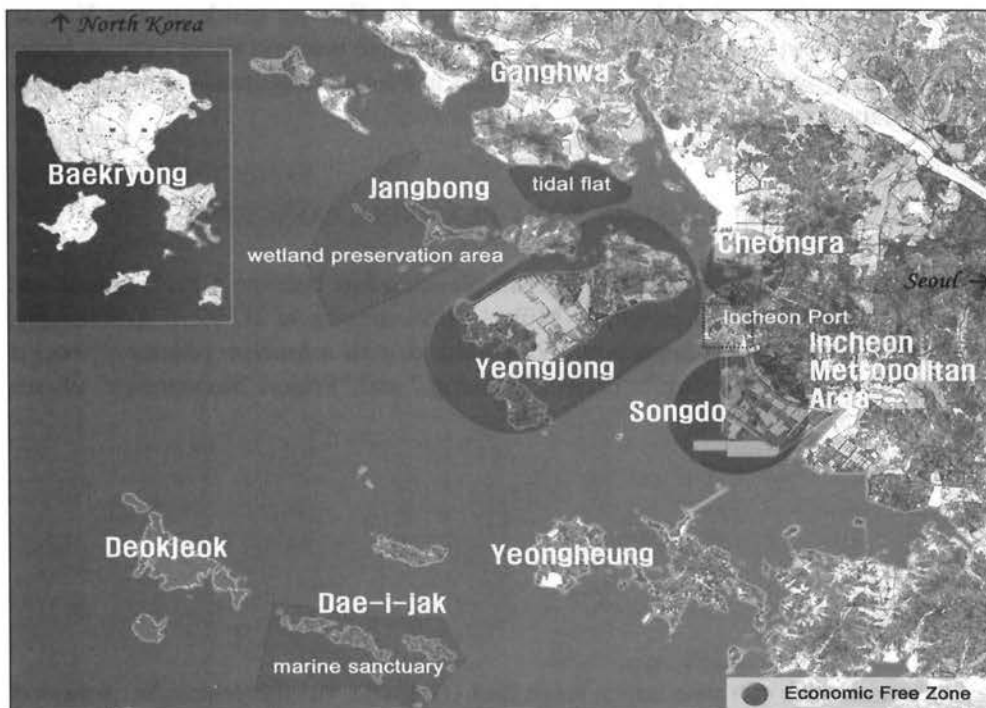 ↑ North Korea
Ganghwa
Baekryong
Jangbong
tidal flat
wetland preservation area
Cheongra
Seoul →
Incheon Port
Incheon
Metropolitan
Area
Yeongjong
Songdo
Deokjeok
Yeongheung
Dae-i-jak
marine sanctuary
Economic Free Zone